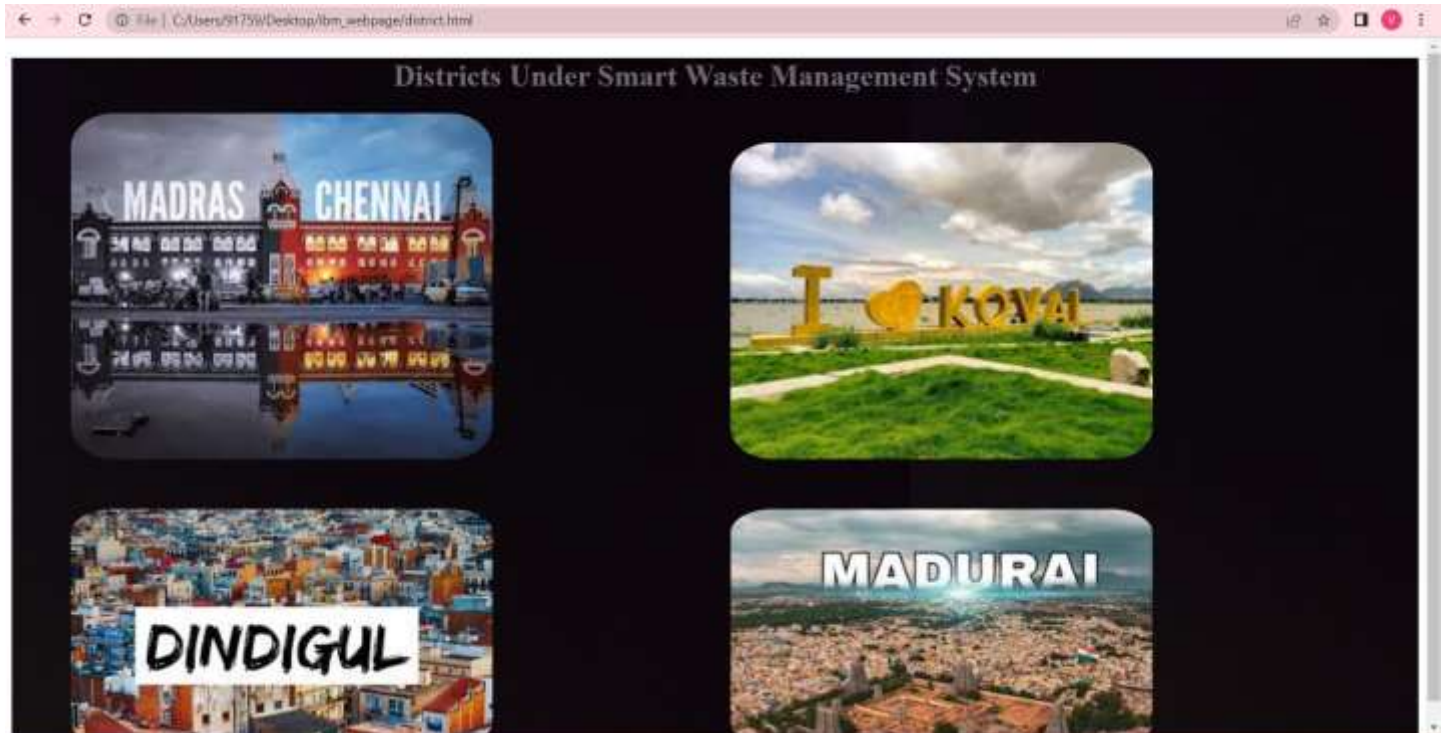 File | C:/Users/91759/Desktop/ibm_webpage/district.html
Districts Under Smart Waste Management System
MADRAS CHENNAI
I KOVAI
DINDIGUL
MADURAI